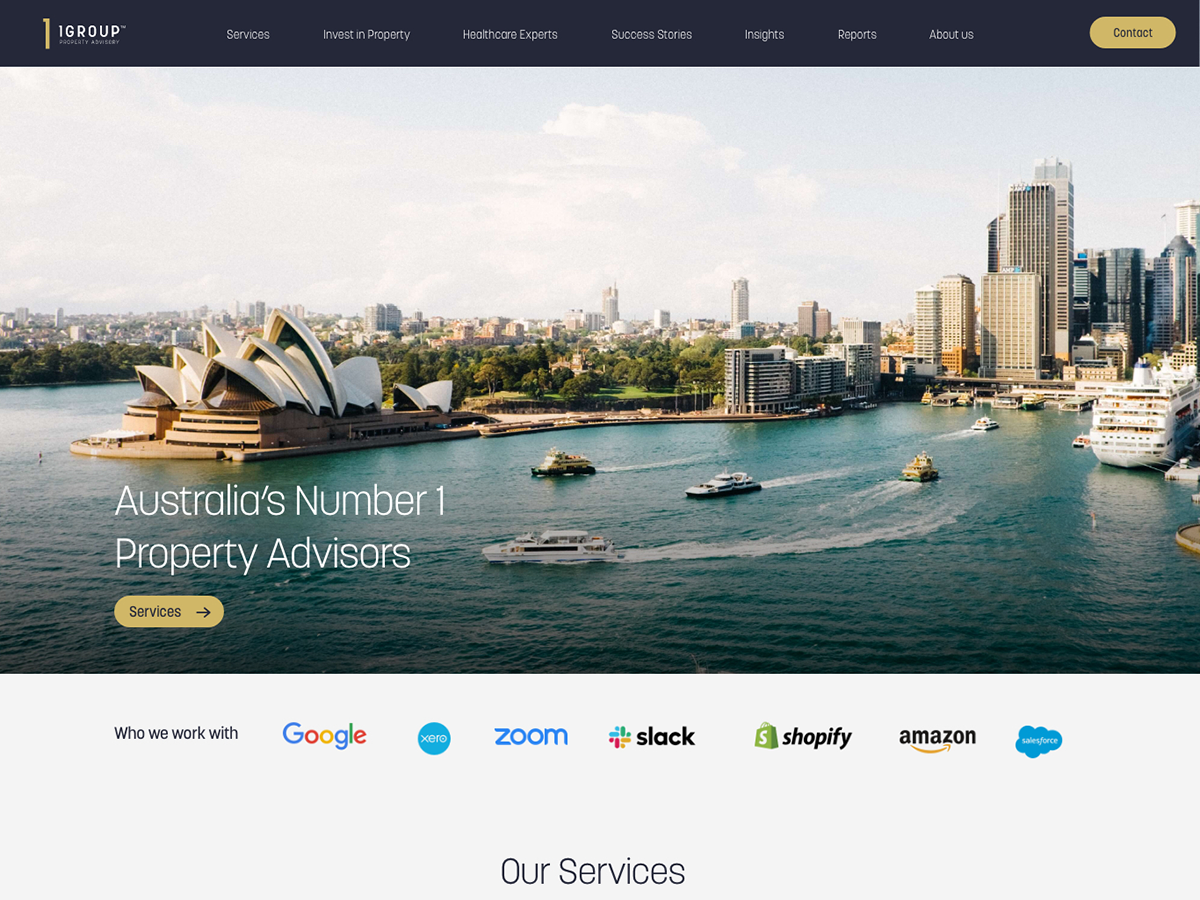 1GROUP™
PROPERTY ADVISORY
Services
Invest in Property
Healthcare Experts
Success Stories
Insights
Reports
About us
Contact
AMP
Australia’s Number 1
Property Advisors
Services
Who we work with
Google
xero
zoom
slack
shopify
amazon
salesforce
Our Services